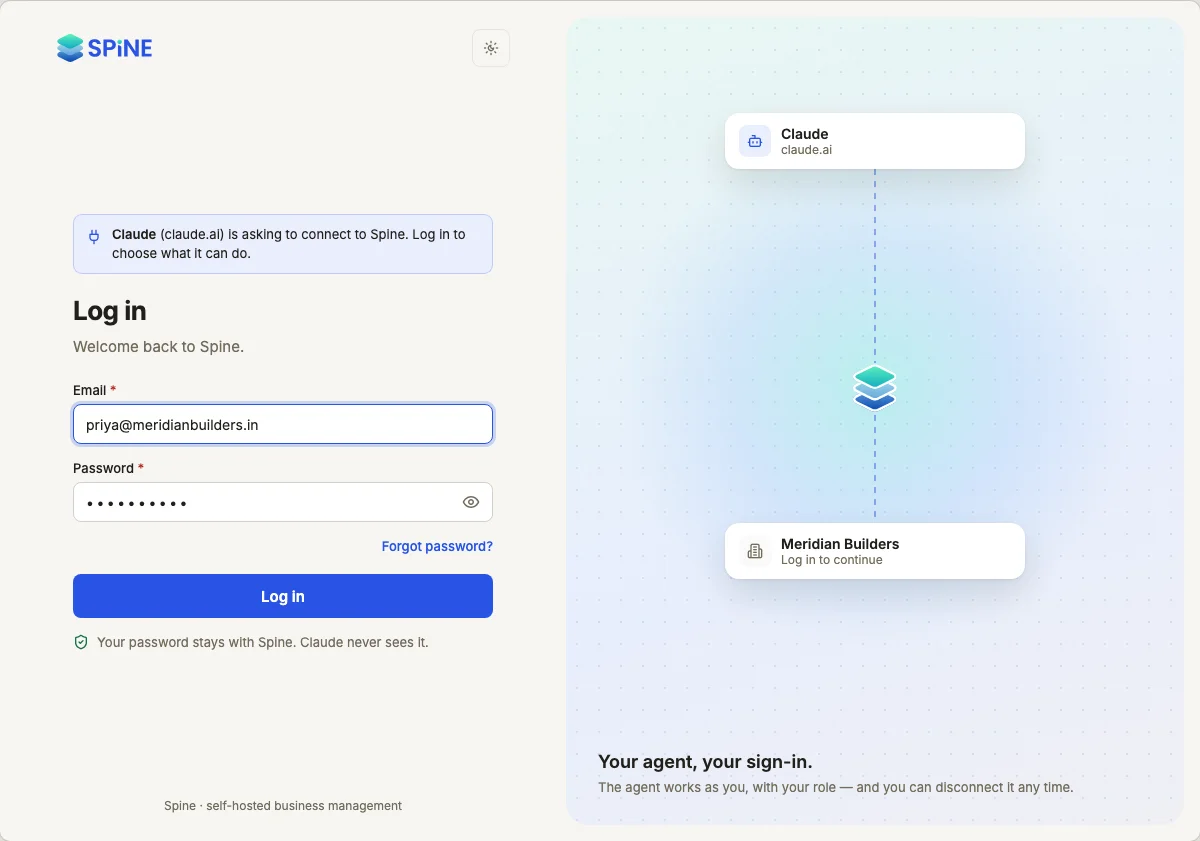 SPiNE
Claude (claude.ai) is asking to connect to Spine. Log in to
choose what it can do.
Log in
Welcome back to Spine.
Email *
priya@meridianbuilders.in
Password *
••••••••••
Forgot password?
Log in
Your password stays with Spine. Claude never sees it.
Spine · self-hosted business management
Claude
claude.ai
Meridian Builders
Log in to continue
Your agent, your sign-in.
The agent works as you, with your role — and you can disconnect it any time.